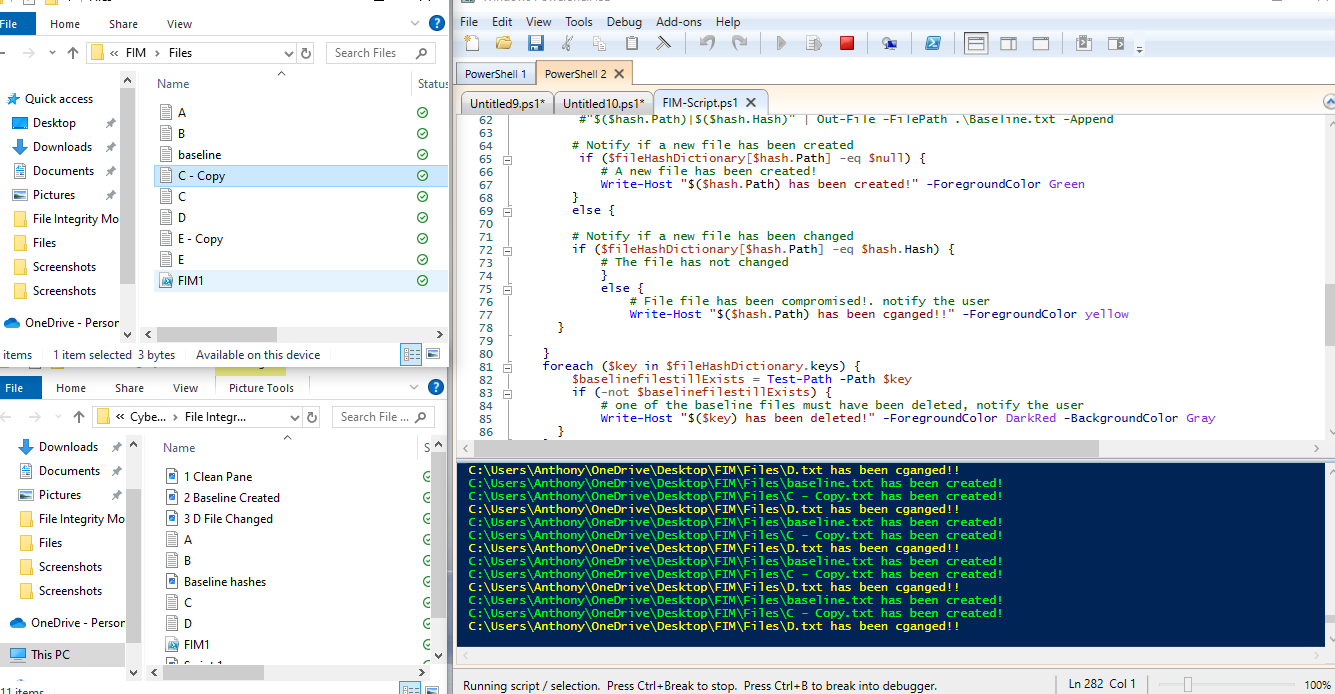 File Home Share View
« FIM > Files
Search Files
Quick access
Desktop
Downloads
Documents
Pictures
File Integrity Mo
Files
Screenshots
Screenshots
OneDrive - Person
Name Status
A
B
baseline
C - Copy
C
D
E - Copy
E
FIM1
items 1 item selected 3 bytes Available on this device
File Home Share View Picture Tools
« Cybe... > File Integr...
Search File ...
Downloads
Documents
Pictures
File Integrity Mo
Files
Screenshots
Screenshots
OneDrive - Person
This PC
Name S
1 Clean Pane
2 Baseline Created
3 D File Changed
A
B
Baseline hashes
C
D
FIM1
11 items
File Edit View Tools Debug Add-ons Help
PowerShell 1 PowerShell 2
Untitled9.ps1* Untitled10.ps1* FIM-Script.ps1
62 #"$($hash.Path)|$($hash.Hash)" | Out-File -FilePath .\Baseline.txt -Append
63
64 # Notify if a new file has been created
65 if ($fileHashDictionary[$hash.Path] -eq $null) {
66 # A new file has been created!
67 Write-Host "$($hash.Path) has been created!" -ForegroundColor Green
68 }
69 else {
70
71 # Notify if a new file has been changed
72 if ($fileHashDictionary[$hash.Path] -eq $hash.Hash) {
73 # The file has not changed
74 }
75 else {
76 # File file has been compromised!. notify the user
77 Write-Host "$($hash.Path) has been cganged!!" -ForegroundColor yellow
78 }
79
80 }
81 foreach ($key in $fileHashDictionary.keys) {
82 $baselinefilestillExists = Test-Path -Path $key
83 if (-not $baselinefilestillExists) {
84 # one of the baseline files must have been deleted, notify the user
85 Write-Host "$($key) has been deleted!" -ForegroundColor DarkRed -BackgroundColor Gray
86 }
C:\Users\Anthony\OneDrive\Desktop\FIM\Files\D.txt has been cganged!!
C:\Users\Anthony\OneDrive\Desktop\FIM\Files\baseline.txt has been created!
C:\Users\Anthony\OneDrive\Desktop\FIM\Files\C - Copy.txt has been created!
C:\Users\Anthony\OneDrive\Desktop\FIM\Files\D.txt has been cganged!!
C:\Users\Anthony\OneDrive\Desktop\FIM\Files\baseline.txt has been created!
C:\Users\Anthony\OneDrive\Desktop\FIM\Files\C - Copy.txt has been created!
C:\Users\Anthony\OneDrive\Desktop\FIM\Files\D.txt has been cganged!!
C:\Users\Anthony\OneDrive\Desktop\FIM\Files\baseline.txt has been created!
C:\Users\Anthony\OneDrive\Desktop\FIM\Files\C - Copy.txt has been created!
C:\Users\Anthony\OneDrive\Desktop\FIM\Files\D.txt has been cganged!!
C:\Users\Anthony\OneDrive\Desktop\FIM\Files\baseline.txt has been created!
C:\Users\Anthony\OneDrive\Desktop\FIM\Files\C - Copy.txt has been created!
C:\Users\Anthony\OneDrive\Desktop\FIM\Files\D.txt has been cganged!!
Running script / selection. Press Ctrl+Break to stop. Press Ctrl+B to break into debugger. Ln 282 Col 1 100%